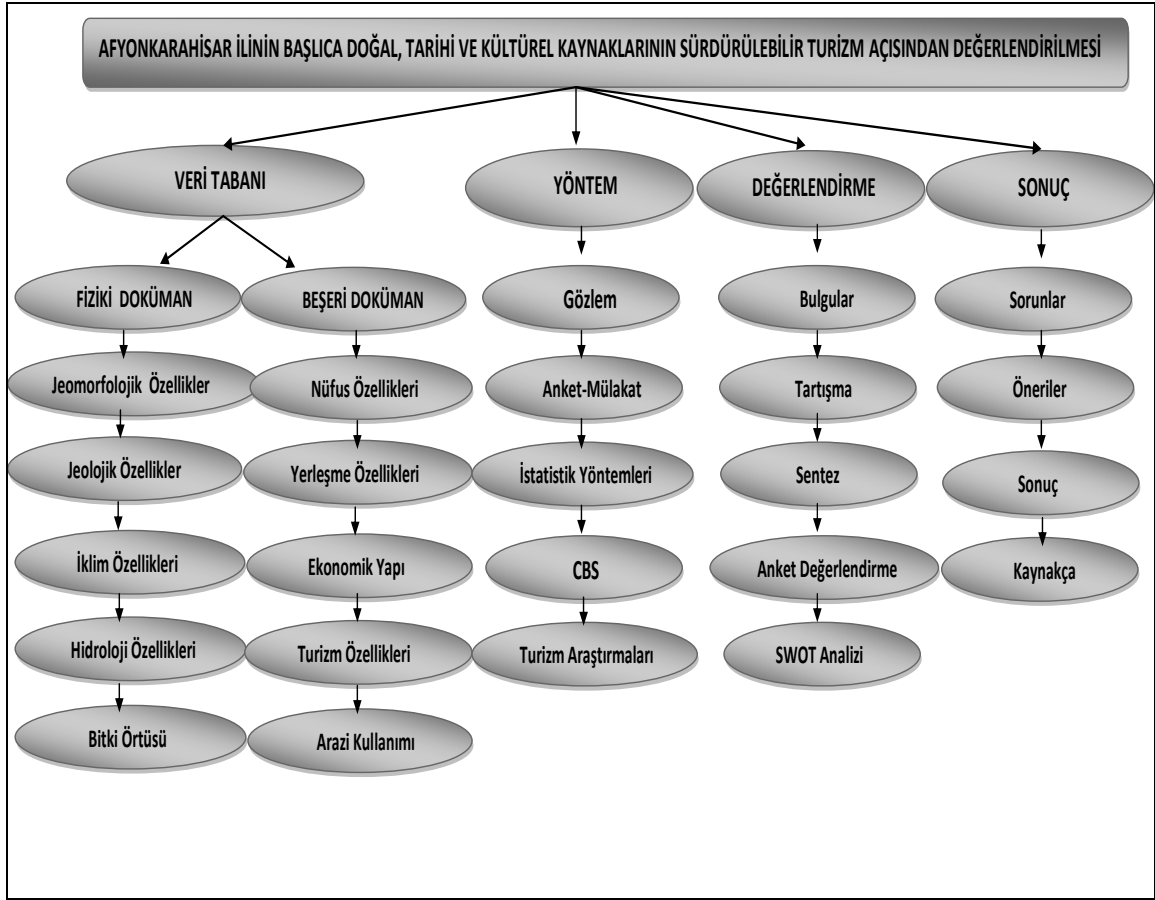 AFYONKARAHİSAR İLİNİN BAŞLICA DOĞAL, TARİHİ VE KÜLTÜREL KAYNAKLARININ SÜRDÜRÜLEBİLİR TURİZM AÇISINDAN DEĞERLENDİRİLMESİ
VERİ TABANI
YÖNTEM
DEĞERLENDİRME
SONUÇ
FİZİKİ DOKÜMAN
BEŞERİ DOKÜMAN
Gözlem
Bulgular
Sorunlar
Jeomorfolojik Özellikler
Nüfus Özellikleri
Anket-Mülakat
Tartışma
Öneriler
Jeolojik Özellikler
Yerleşme Özellikleri
İstatistik Yöntemleri
Sentez
Sonuç
İklim Özellikleri
Ekonomik Yapı
CBS
Anket Değerlendirme
Kaynakça
Hidroloji Özellikleri
Turizm Özellikleri
Turizm Araştırmaları
SWOT Analizi
Bitki Örtüsü
Arazi Kullanımı